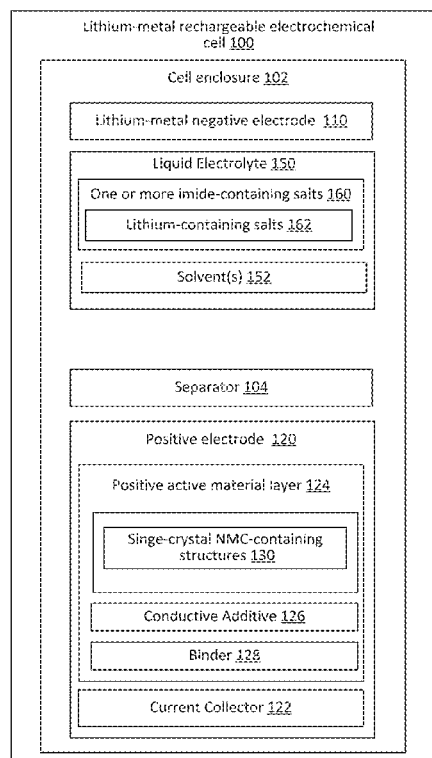 Lithium-metal rechargeable electrochemical
cell 100
Cell enclosure 102
Lithium-metal negative electrode 110
Liquid Electrolyte 150
One or more imide-containing salts 160
Lithium-containing salts 162
Solvent(s) 152
Separator 104
Positive electrode 120
Positive active material layer 124
Singe-crystal NMC-containing
structures 130
Conductive Additive 126
Binder 128
Current Collector 122